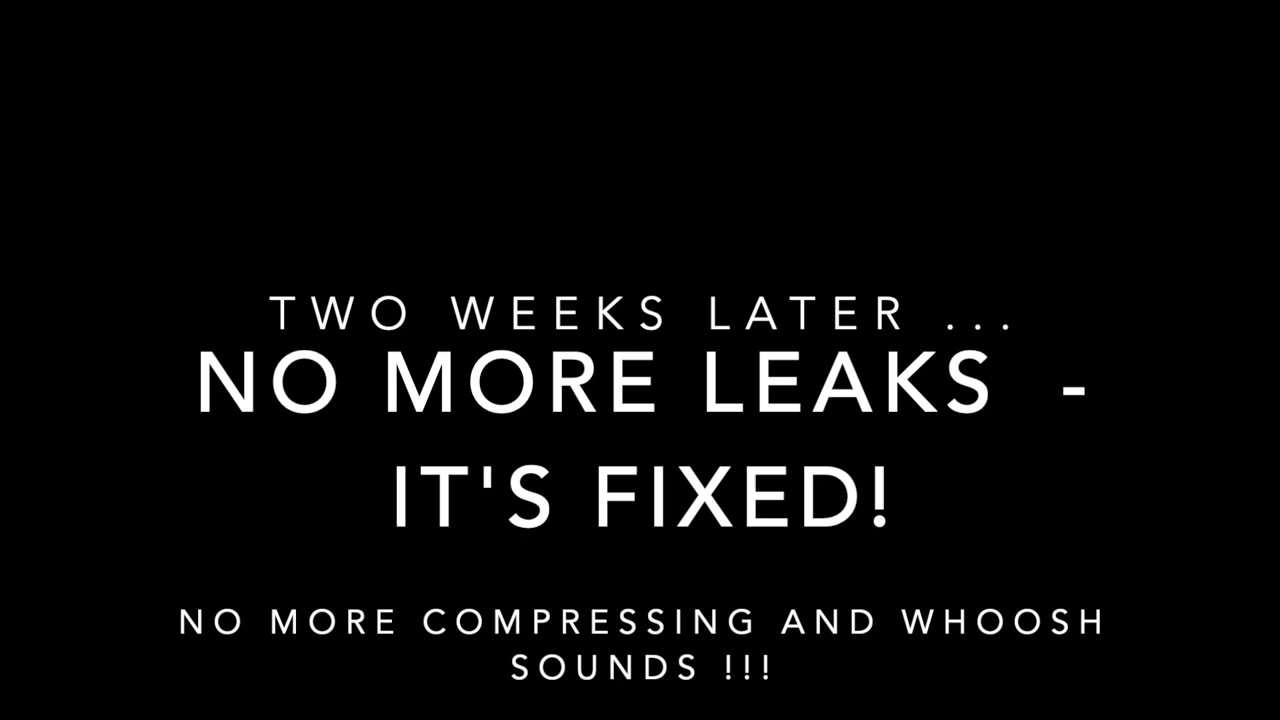 TWO WEEKS LATER ...
NO MORE LEAKS -
IT'S FIXED!
NO MORE COMPRESSING AND WHOOSH
SOUNDS !!!